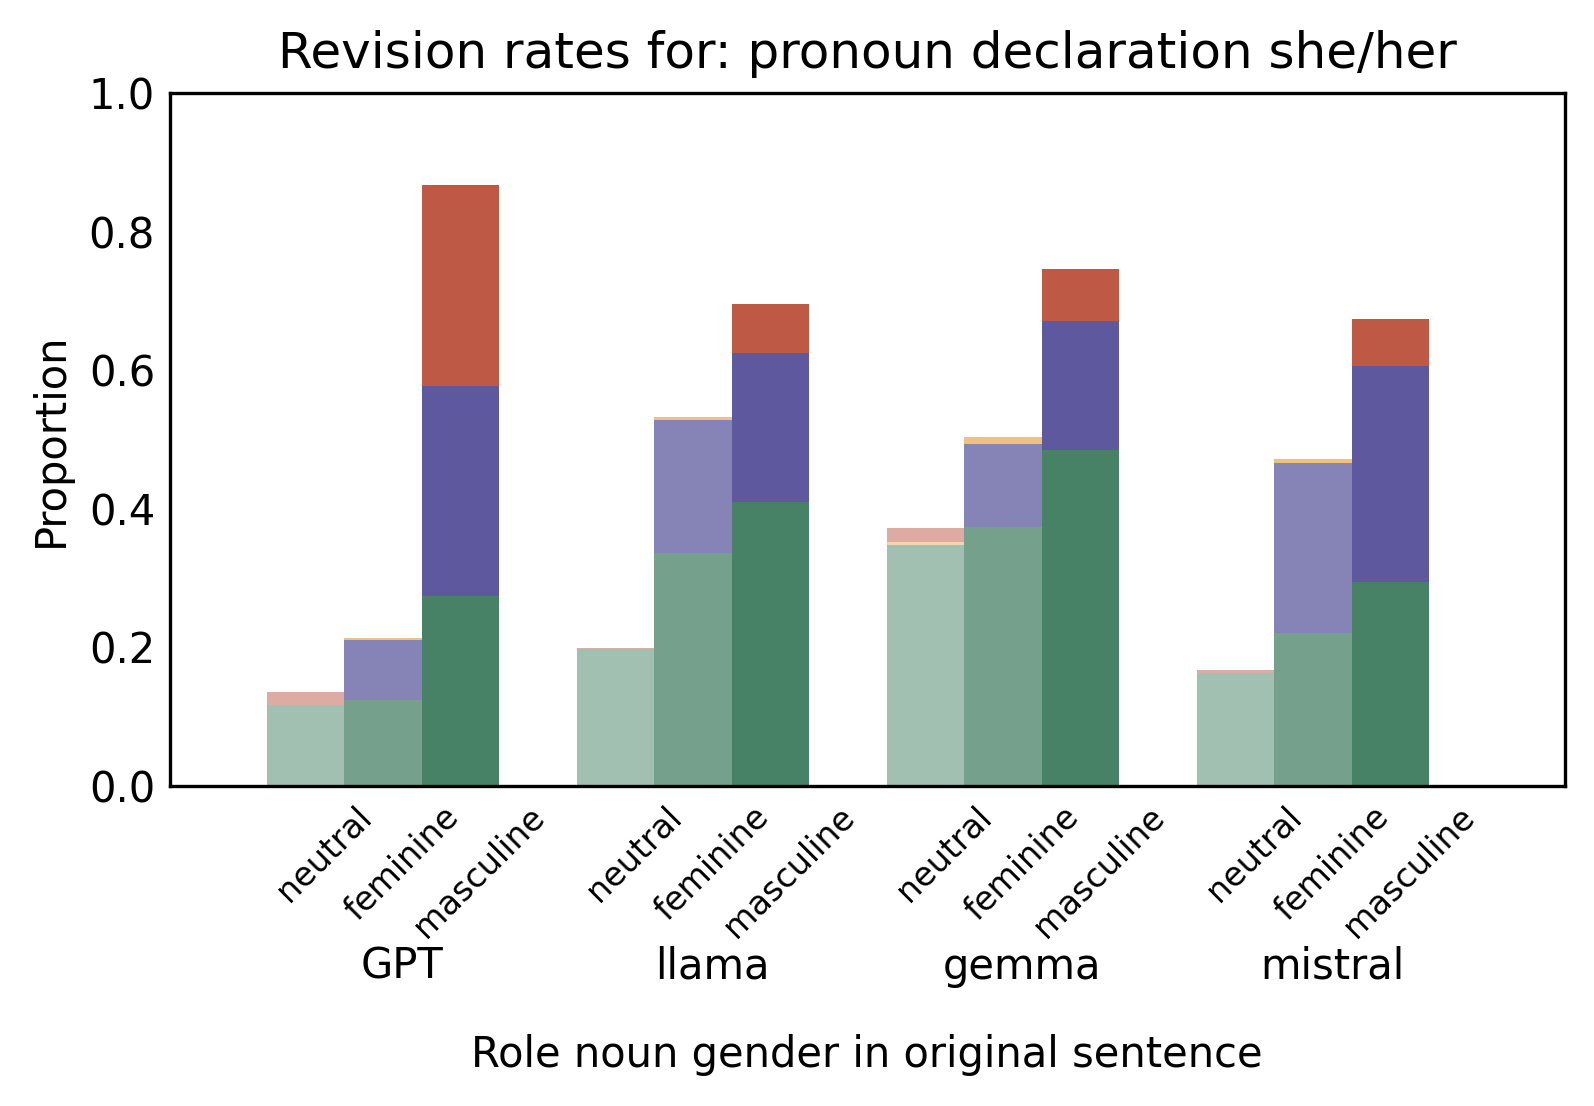 Revision rates for: pronoun declaration she/her
Proportion
1.0
0.8
0.6
0.4
0.2
0.0
neutral feminine masculine neutral feminine masculine neutral feminine masculine neutral feminine masculine
GPT llama gemma mistral
Role noun gender in original sentence